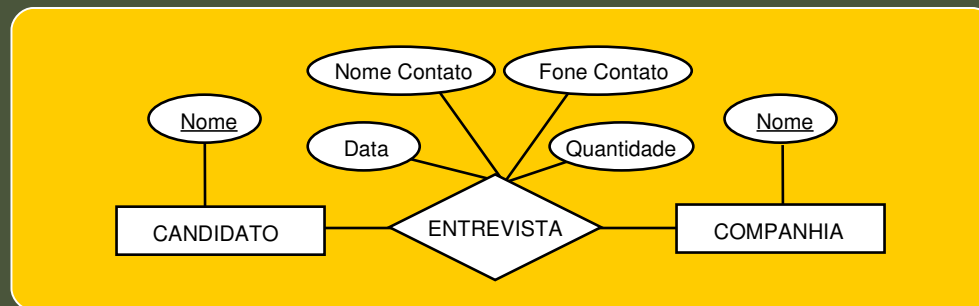 Nome Contato
Fone Contato
Nome
Nome
Data
Quantidade
CANDIDATO
ENTREVISTA
COMPANHIA